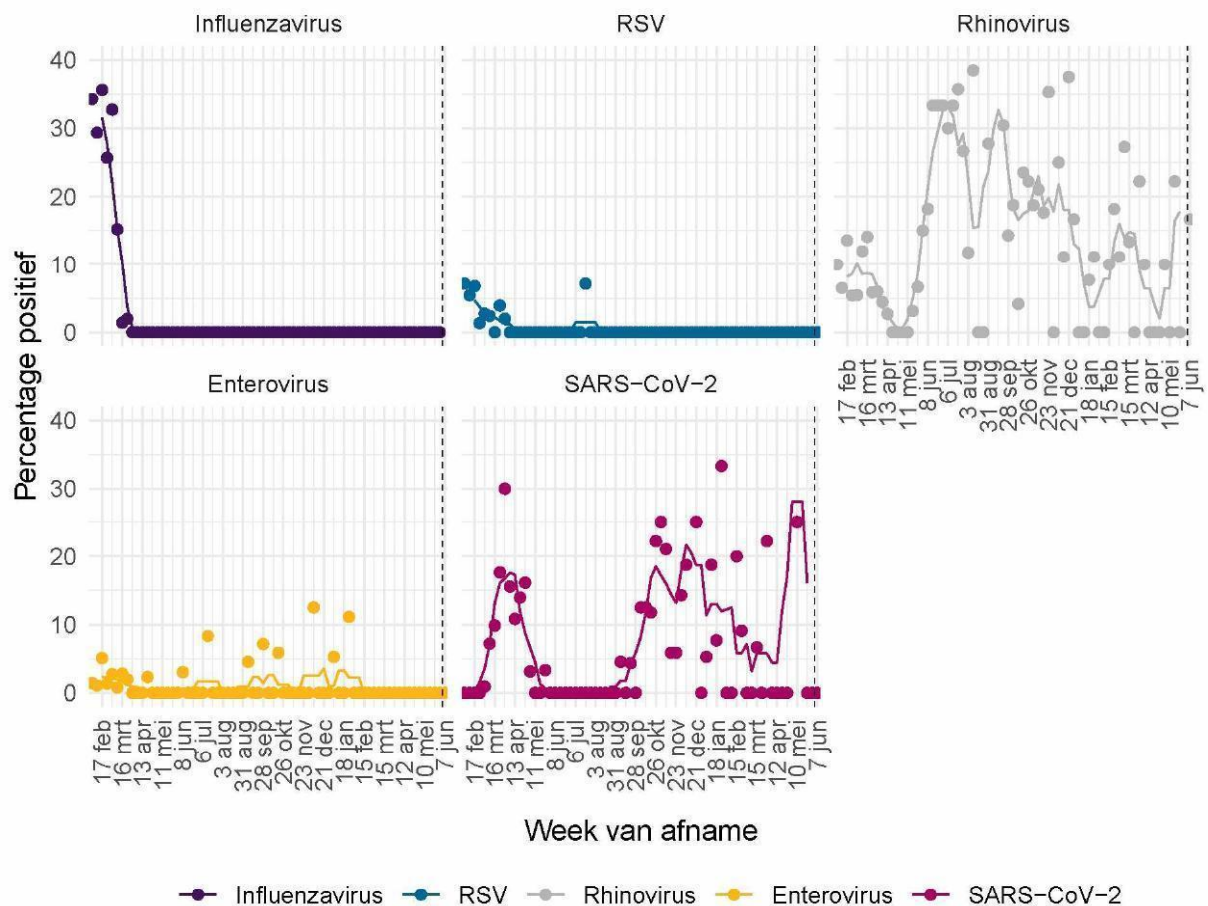 Influenzavirus
RSV
Rhinovirus
40
30
20
10
0
Percentage positief
17 feb
16 mrt
13 apr
11 mei
8 jun
6 jul
3 aug
31 aug
28 sep
26 okt
23 nov
21 dec
18 jan
15 feb
15 mrt
12 apr
10 mei
7 jun
Enterovirus
SARS−CoV−2
40
30
20
10
0
17 feb
16 mrt
13 apr
11 mei
8 jun
6 jul
3 aug
31 aug
28 sep
26 okt
23 nov
21 dec
18 jan
15 feb
15 mrt
12 apr
10 mei
7 jun
17 feb
16 mrt
13 apr
11 mei
8 jun
6 jul
3 aug
31 aug
28 sep
26 okt
23 nov
21 dec
18 jan
15 feb
15 mrt
12 apr
10 mei
7 jun
Week van afname
Influenzavirus RSV Rhinovirus Enterovirus SARS−CoV−2